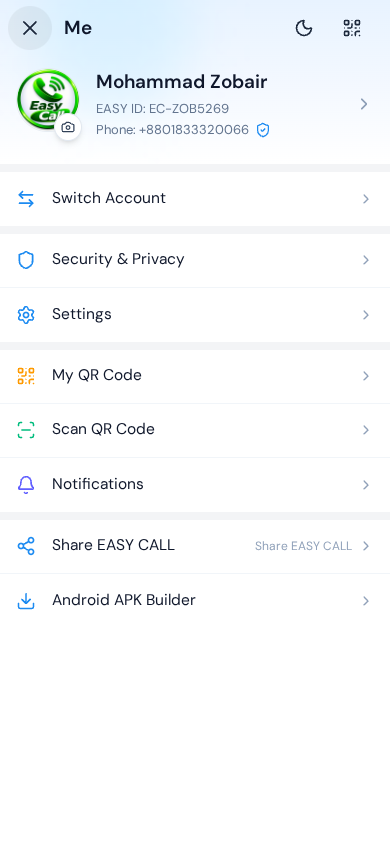 Me
Easy
Call
Mohammad Zobair
EASY ID: EC-ZOB5269
Phone: +8801833320066
Switch Account
Security & Privacy
Settings
My QR Code
Scan QR Code
Notifications
Share EASY CALL Share EASY CALL
Android APK Builder